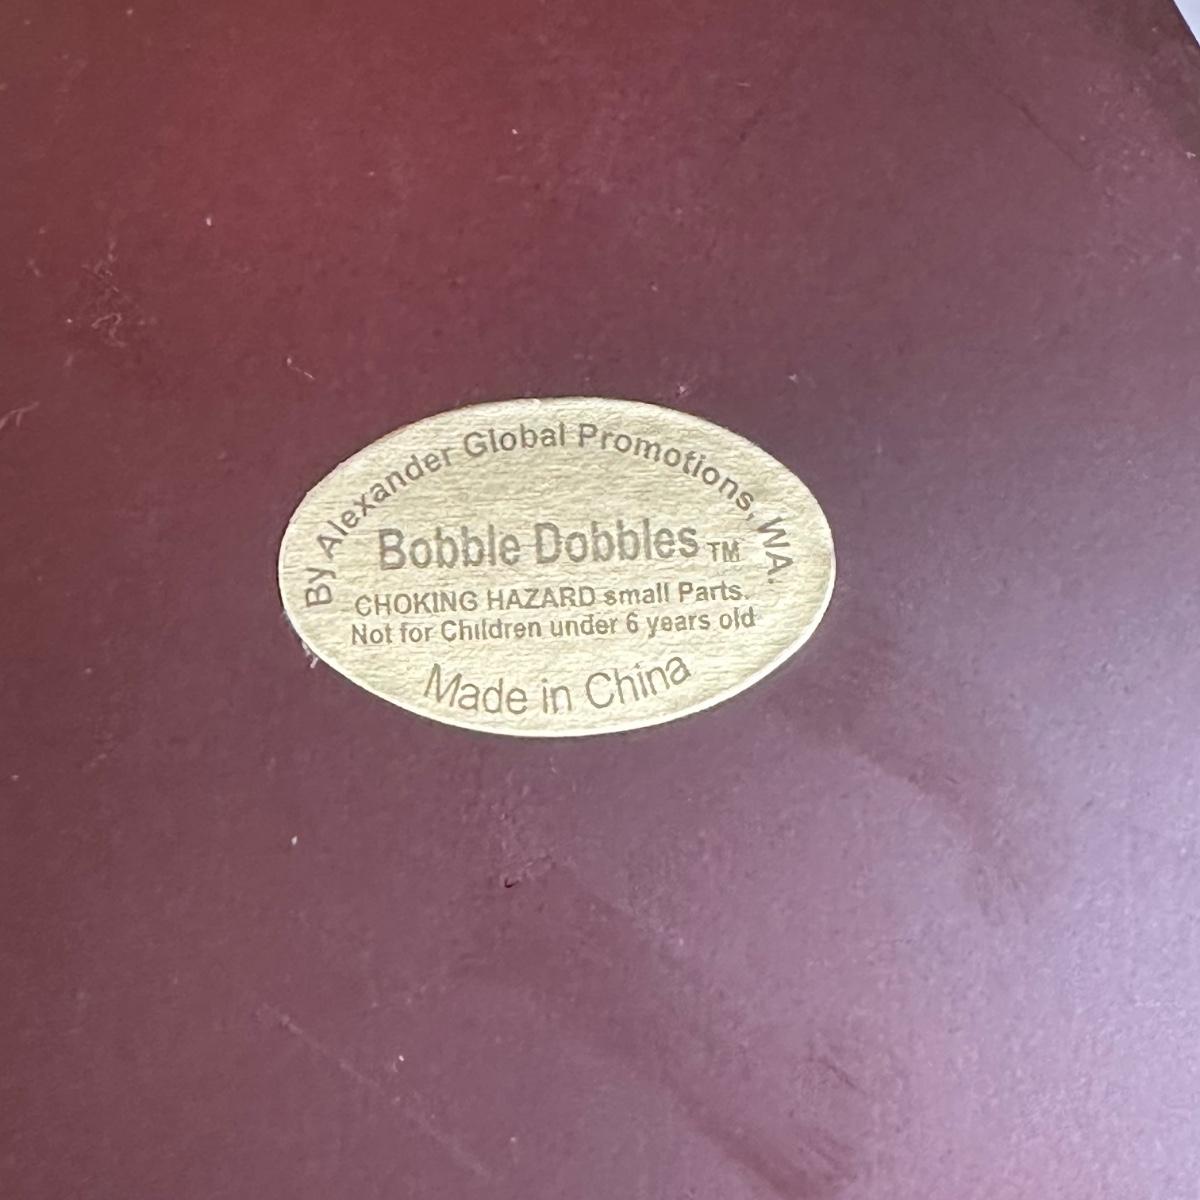 By Alexander Global Promotions, WA.
Bobble Dobbles TM
CHOKING HAZARD small Parts.
Not for Children under 6 years old
Made in China